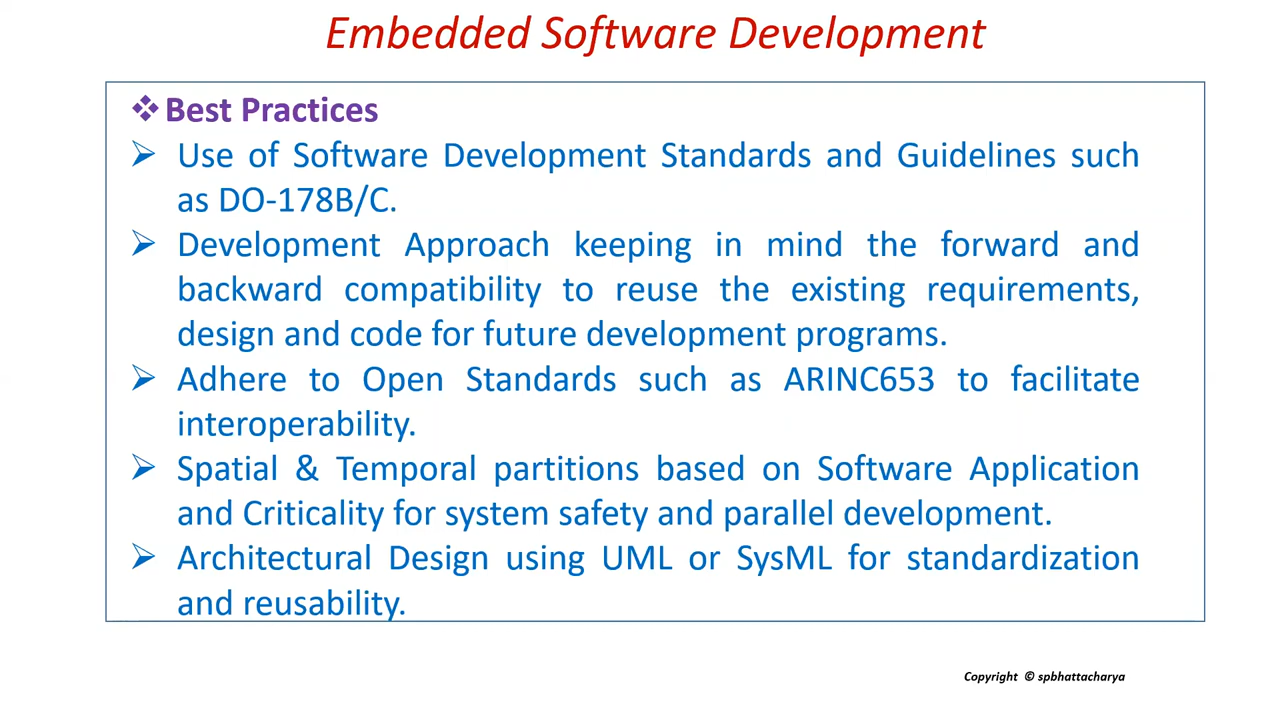 Embedded Software Development
❖Best Practices
➢ Use of Software Development Standards and Guidelines such
as DO-178B/C.
➢ Development Approach keeping in mind the forward and
backward compatibility to reuse the existing requirements,
design and code for future development programs.
➢ Adhere to Open Standards such as ARINC653 to facilitate
interoperability.
➢ Spatial & Temporal partitions based on Software Application
and Criticality for system safety and parallel development.
➢ Architectural Design using UML or SysML for standardization
and reusability.
Copyright © spbhattacharya